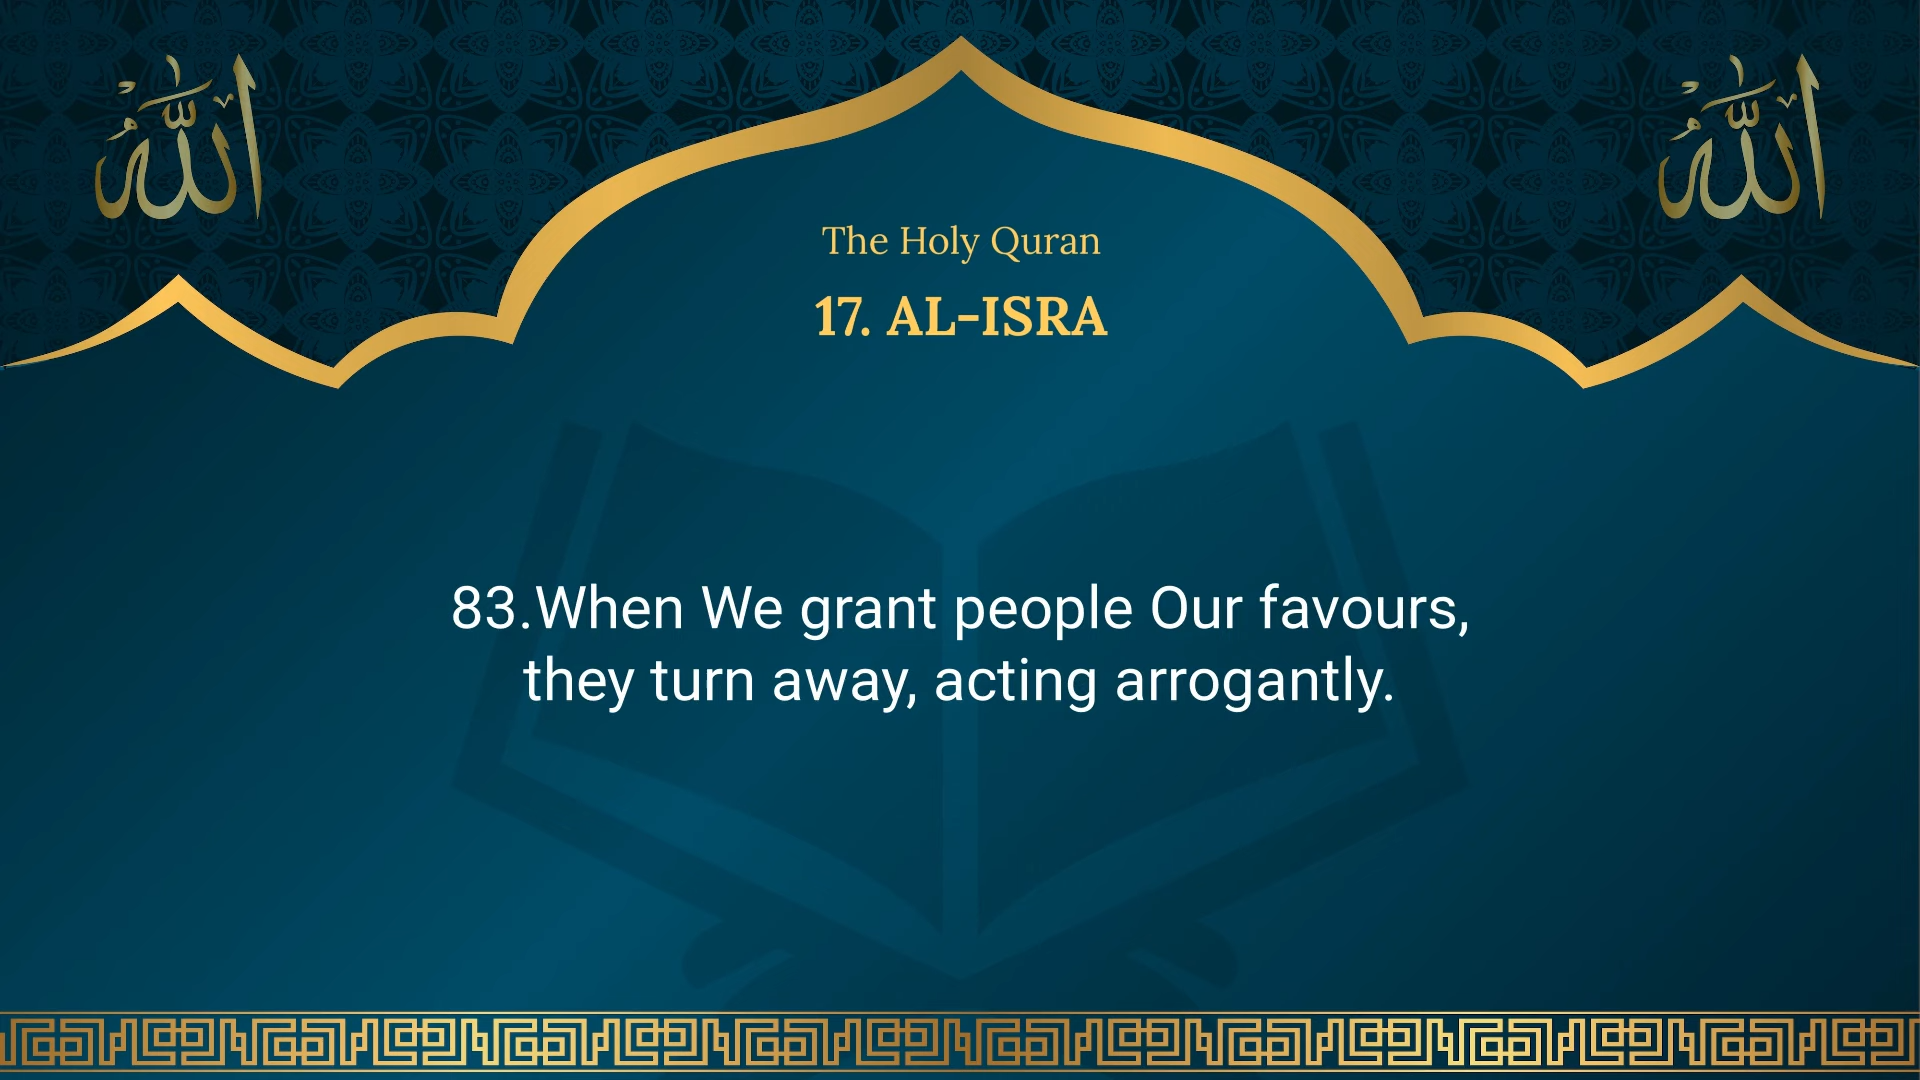 الله
الله
The Holy Quran
17. AL-ISRA
83.When We grant people Our favours,
they turn away, acting arrogantly.